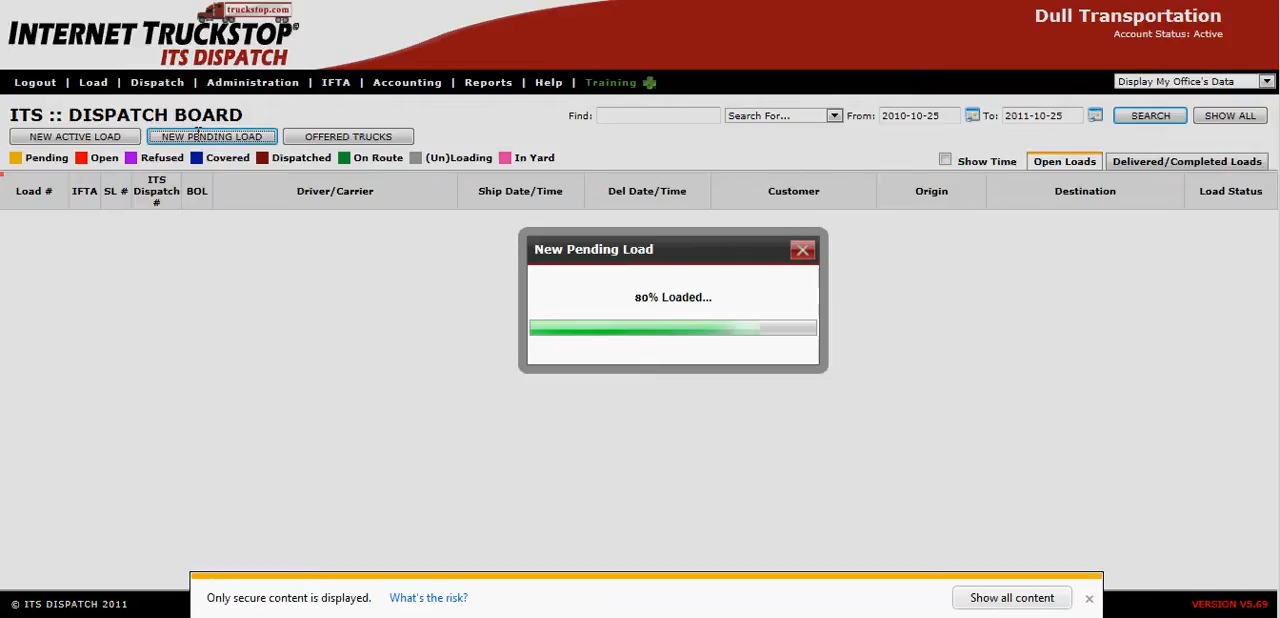 truckstop.com
INTERNET TRUCKSTOP®
ITS DISPATCH
Dull Transportation
Account Status: Active
Logout | Load | Dispatch | Administration | IFTA | Accounting | Reports | Help | Training
Display My Office's Data
ITS :: DISPATCH BOARD
Find: Search For... From: 2010-10-25 To: 2011-10-25 SEARCH SHOW ALL
NEW ACTIVE LOAD NEW PENDING LOAD OFFERED TRUCKS
Pending Open Refused Covered Dispatched On Route (Un)Loading In Yard
Show Time Open Loads Delivered/Completed Loads
Load # IFTA SL # ITS Dispatch # BOL Driver/Carrier Ship Date/Time Del Date/Time Customer Origin Destination Load Status
New Pending Load
80% Loaded...
Only secure content is displayed. What's the risk? Show all content
© ITS DISPATCH 2011
VERSION V5.69